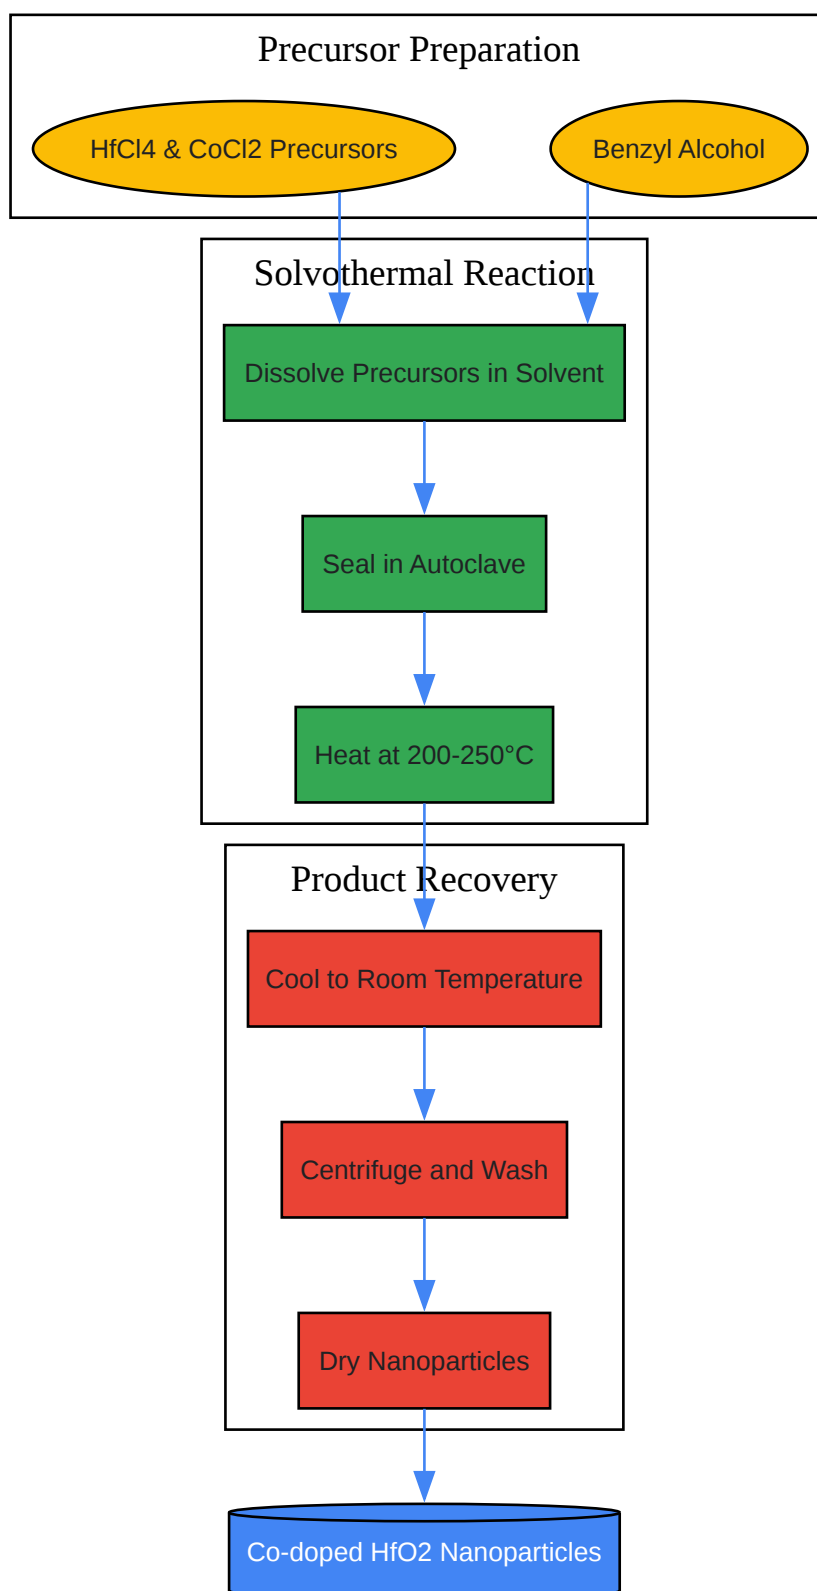 Precursor Preparation
HfCl4 & CoCl2 Precursors
Benzyl Alcohol
Solvothermal Reaction
Dissolve Precursors in Solvent
Seal in Autoclave
Heat at 200-250°C
Product Recovery
Cool to Room Temperature
Centrifuge and Wash
Dry Nanoparticles
Co-doped HfO2 Nanoparticles